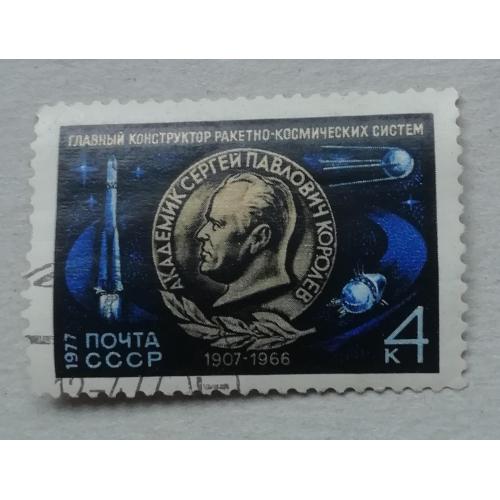 ГЛАВНЫЙ КОНСТРУКТОР РАКЕТНО-КОСМИЧЕСКИХ СИСТЕМ
АКАДЕМИК СЕРГЕЙ ПАВЛОВИЧ КОРОЛЕВ
1977
ПОЧТА
СССР
1907-1966
4
К